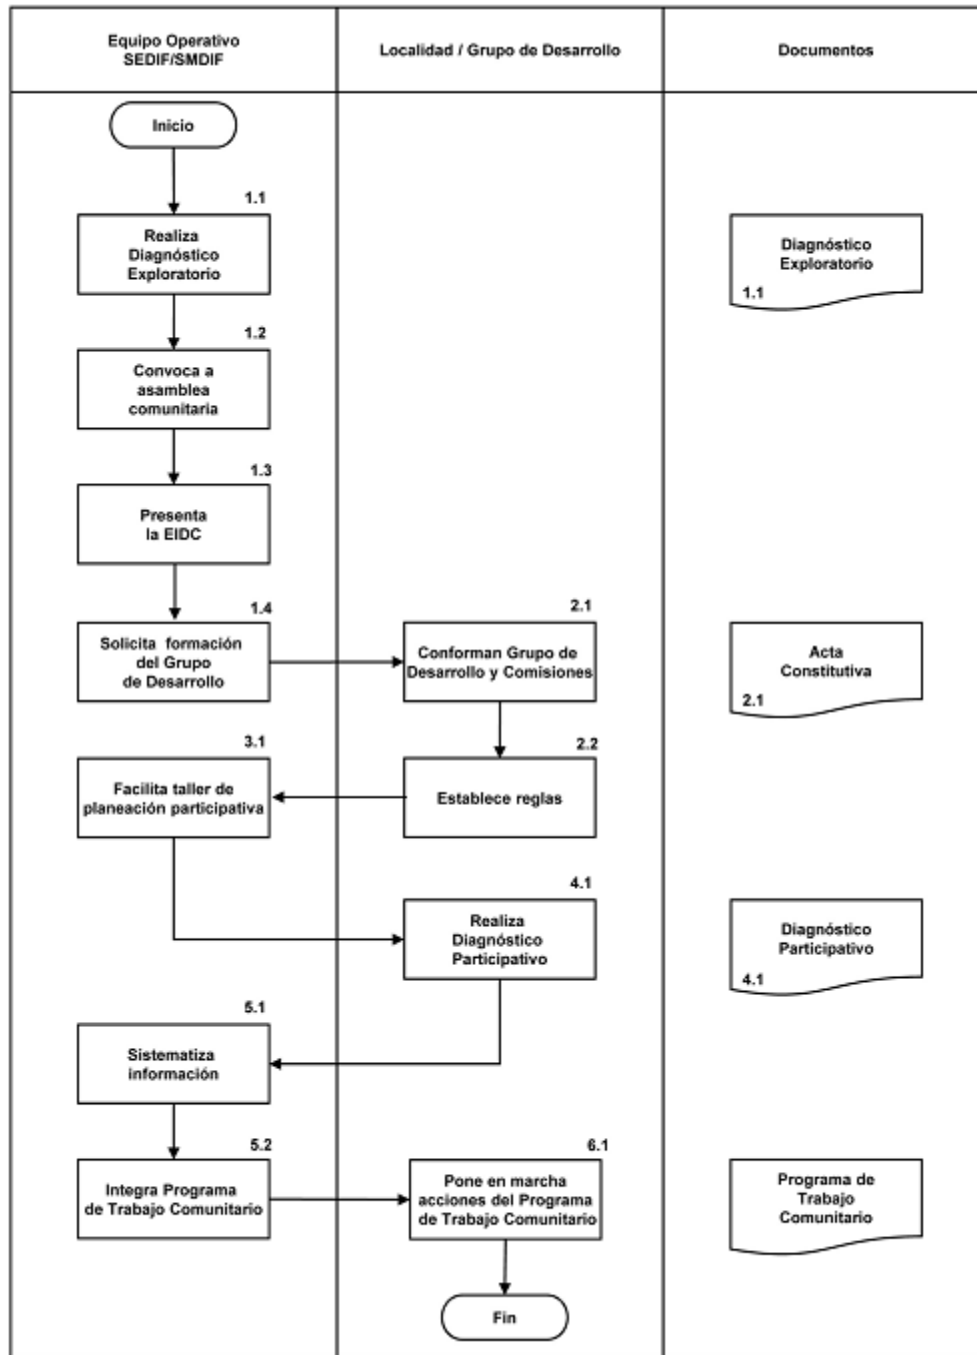 Equipo Operativo
SEDIF/SMDIF
Localidad / Grupo de Desarrollo
Documentos
Inicio
1.1
Realiza
Diagnóstico
Exploratorio
Diagnóstico
Exploratorio
1.1
1.2
Convoca a
asamblea
comunitaria
1.3
Presenta
la EIDC
1.4
Solicita formación
del Grupo
de Desarrollo
2.1
Conforman Grupo de
Desarrollo y Comisiones
Acta
Constitutiva
2.1
2.2
Establece reglas
3.1
Facilita taller de
planeación participativa
4.1
Realiza
Diagnóstico
Participativo
Diagnóstico
Participativo
4.1
5.1
Sistematiza
información
5.2
Integra Programa
de Trabajo Comunitario
6.1
Pone en marcha
acciones del Programa
de Trabajo Comunitario
Programa de
Trabajo
Comunitario
Fin